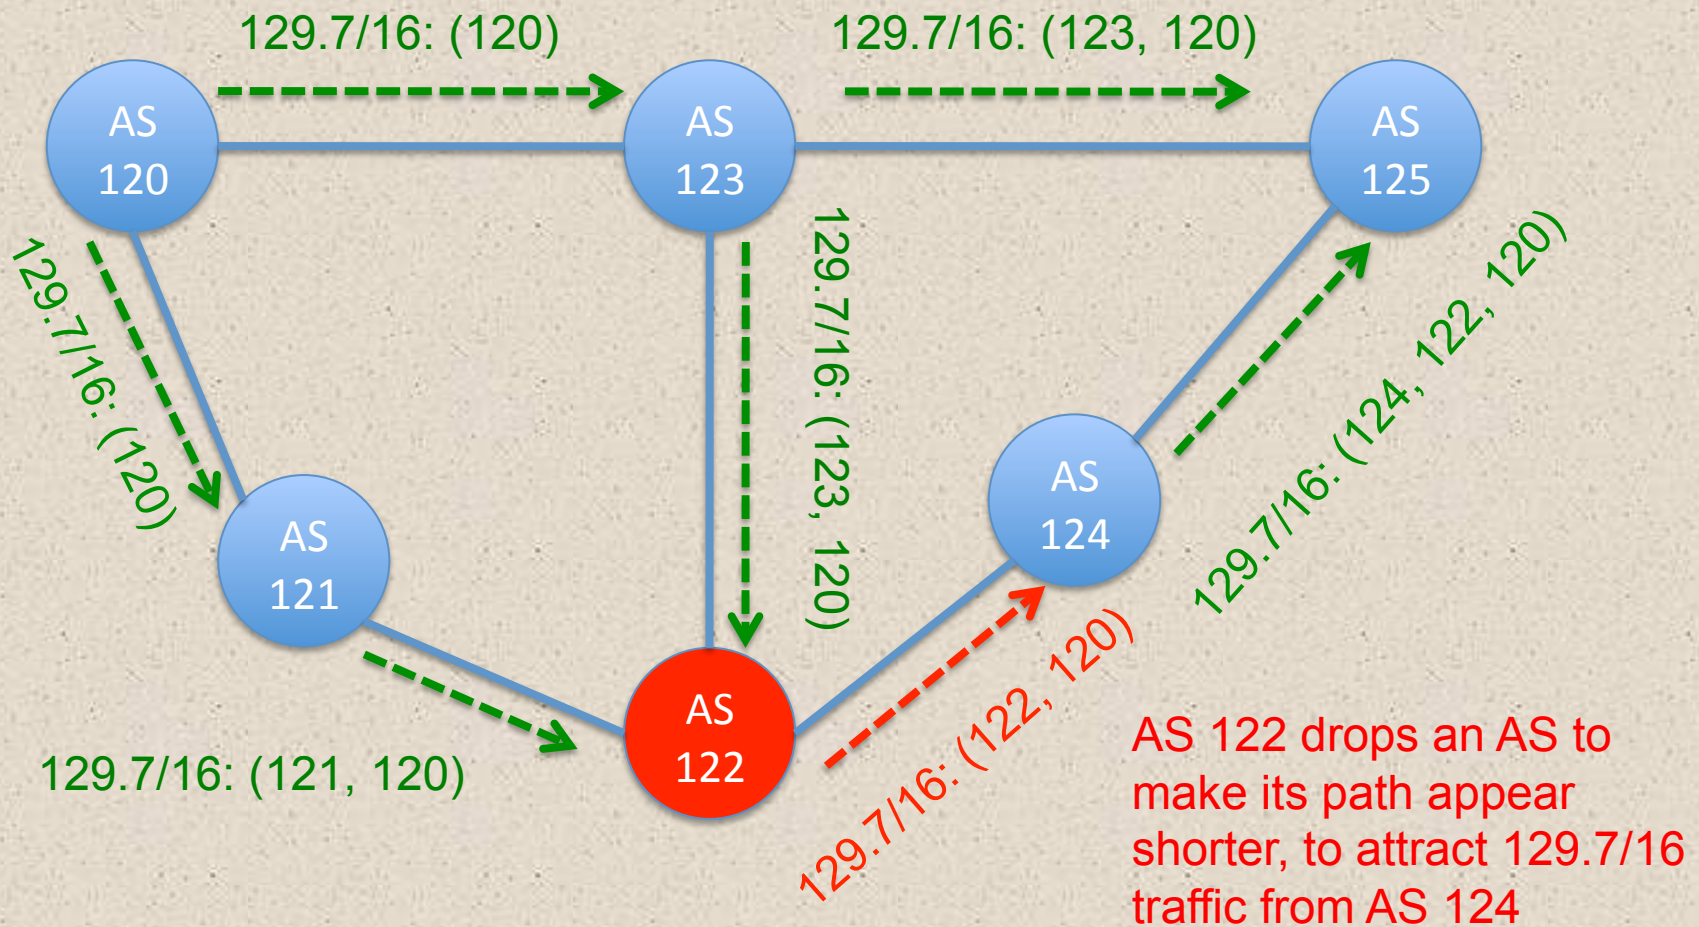 129.7/16: (120)
129.7/16: (123, 120)
AS
120
AS
123
AS
125
129.7/16: (120)
129.7/16: (123, 120)
129.7/16: (124, 122, 120)
AS
121
AS
124
129.7/16: (121, 120)
AS
122
129.7/16: (122, 120)
AS 122 drops an AS to
make its path appear
shorter, to attract 129.7/16
traffic from AS 124